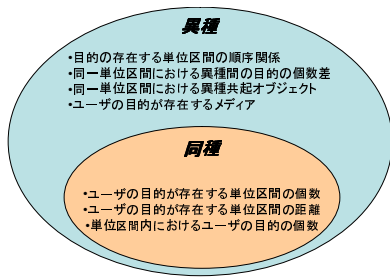 異種
・目的の存在する単位区間の順序関係
・同一単位区間における異種間の目的の個数差
・同一単位区間における異種共起オブジェクト
・ユーザの目的が存在するメディア
同種
・ユーザの目的が存在する単位区間の個数
・ユーザの目的が存在する単位区間の距離
・単位区間内におけるユーザの目的の個数